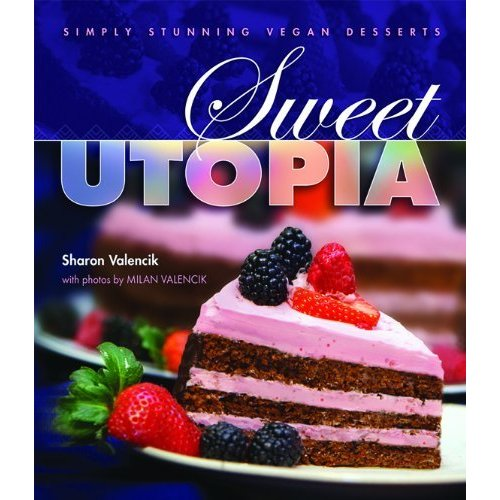 SIMPLY STUNNING VEGAN DESSERTS
Sweet
UTOPIA
Sharon Valencik
with photos by MILAN VALENCIK